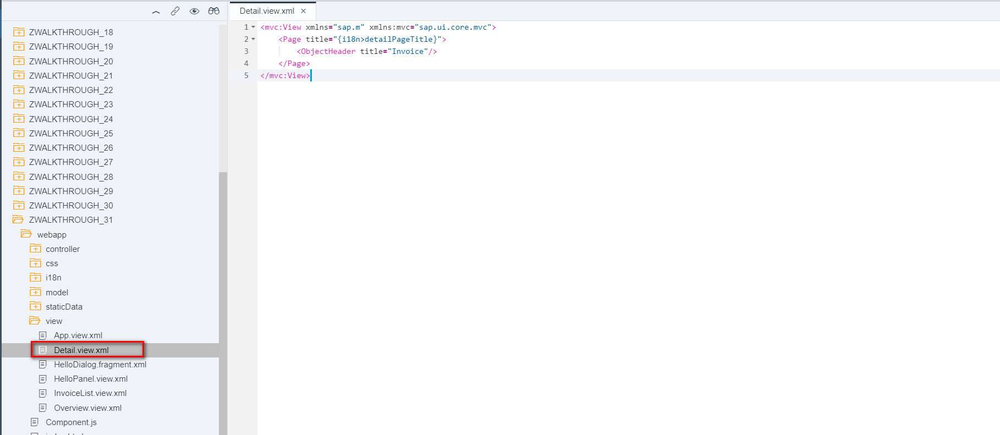 ZWALKTHROUGH_18
ZWALKTHROUGH_19
ZWALKTHROUGH_20
ZWALKTHROUGH_21
ZWALKTHROUGH_22
ZWALKTHROUGH_23
ZWALKTHROUGH_24
ZWALKTHROUGH_25
ZWALKTHROUGH_26
ZWALKTHROUGH_27
ZWALKTHROUGH_28
ZWALKTHROUGH_29
ZWALKTHROUGH_30
ZWALKTHROUGH_31
webapp
controller
css
i18n
model
staticData
view
App.view.xml
Detail.view.xml
HelloDialog.fragment.xml
HelloPanel.view.xml
InvoiceList.view.xml
Overview.view.xml
Component.js
Detail.view.xml ×
1 <mvc:View xmlns="sap.m" xmlns:mvc="sap.ui.core.mvc">
2 <Page title="{i18n>detailPageTitle}">
3 <ObjectHeader title="Invoice"/>
4 </Page>
5 </mvc:View>